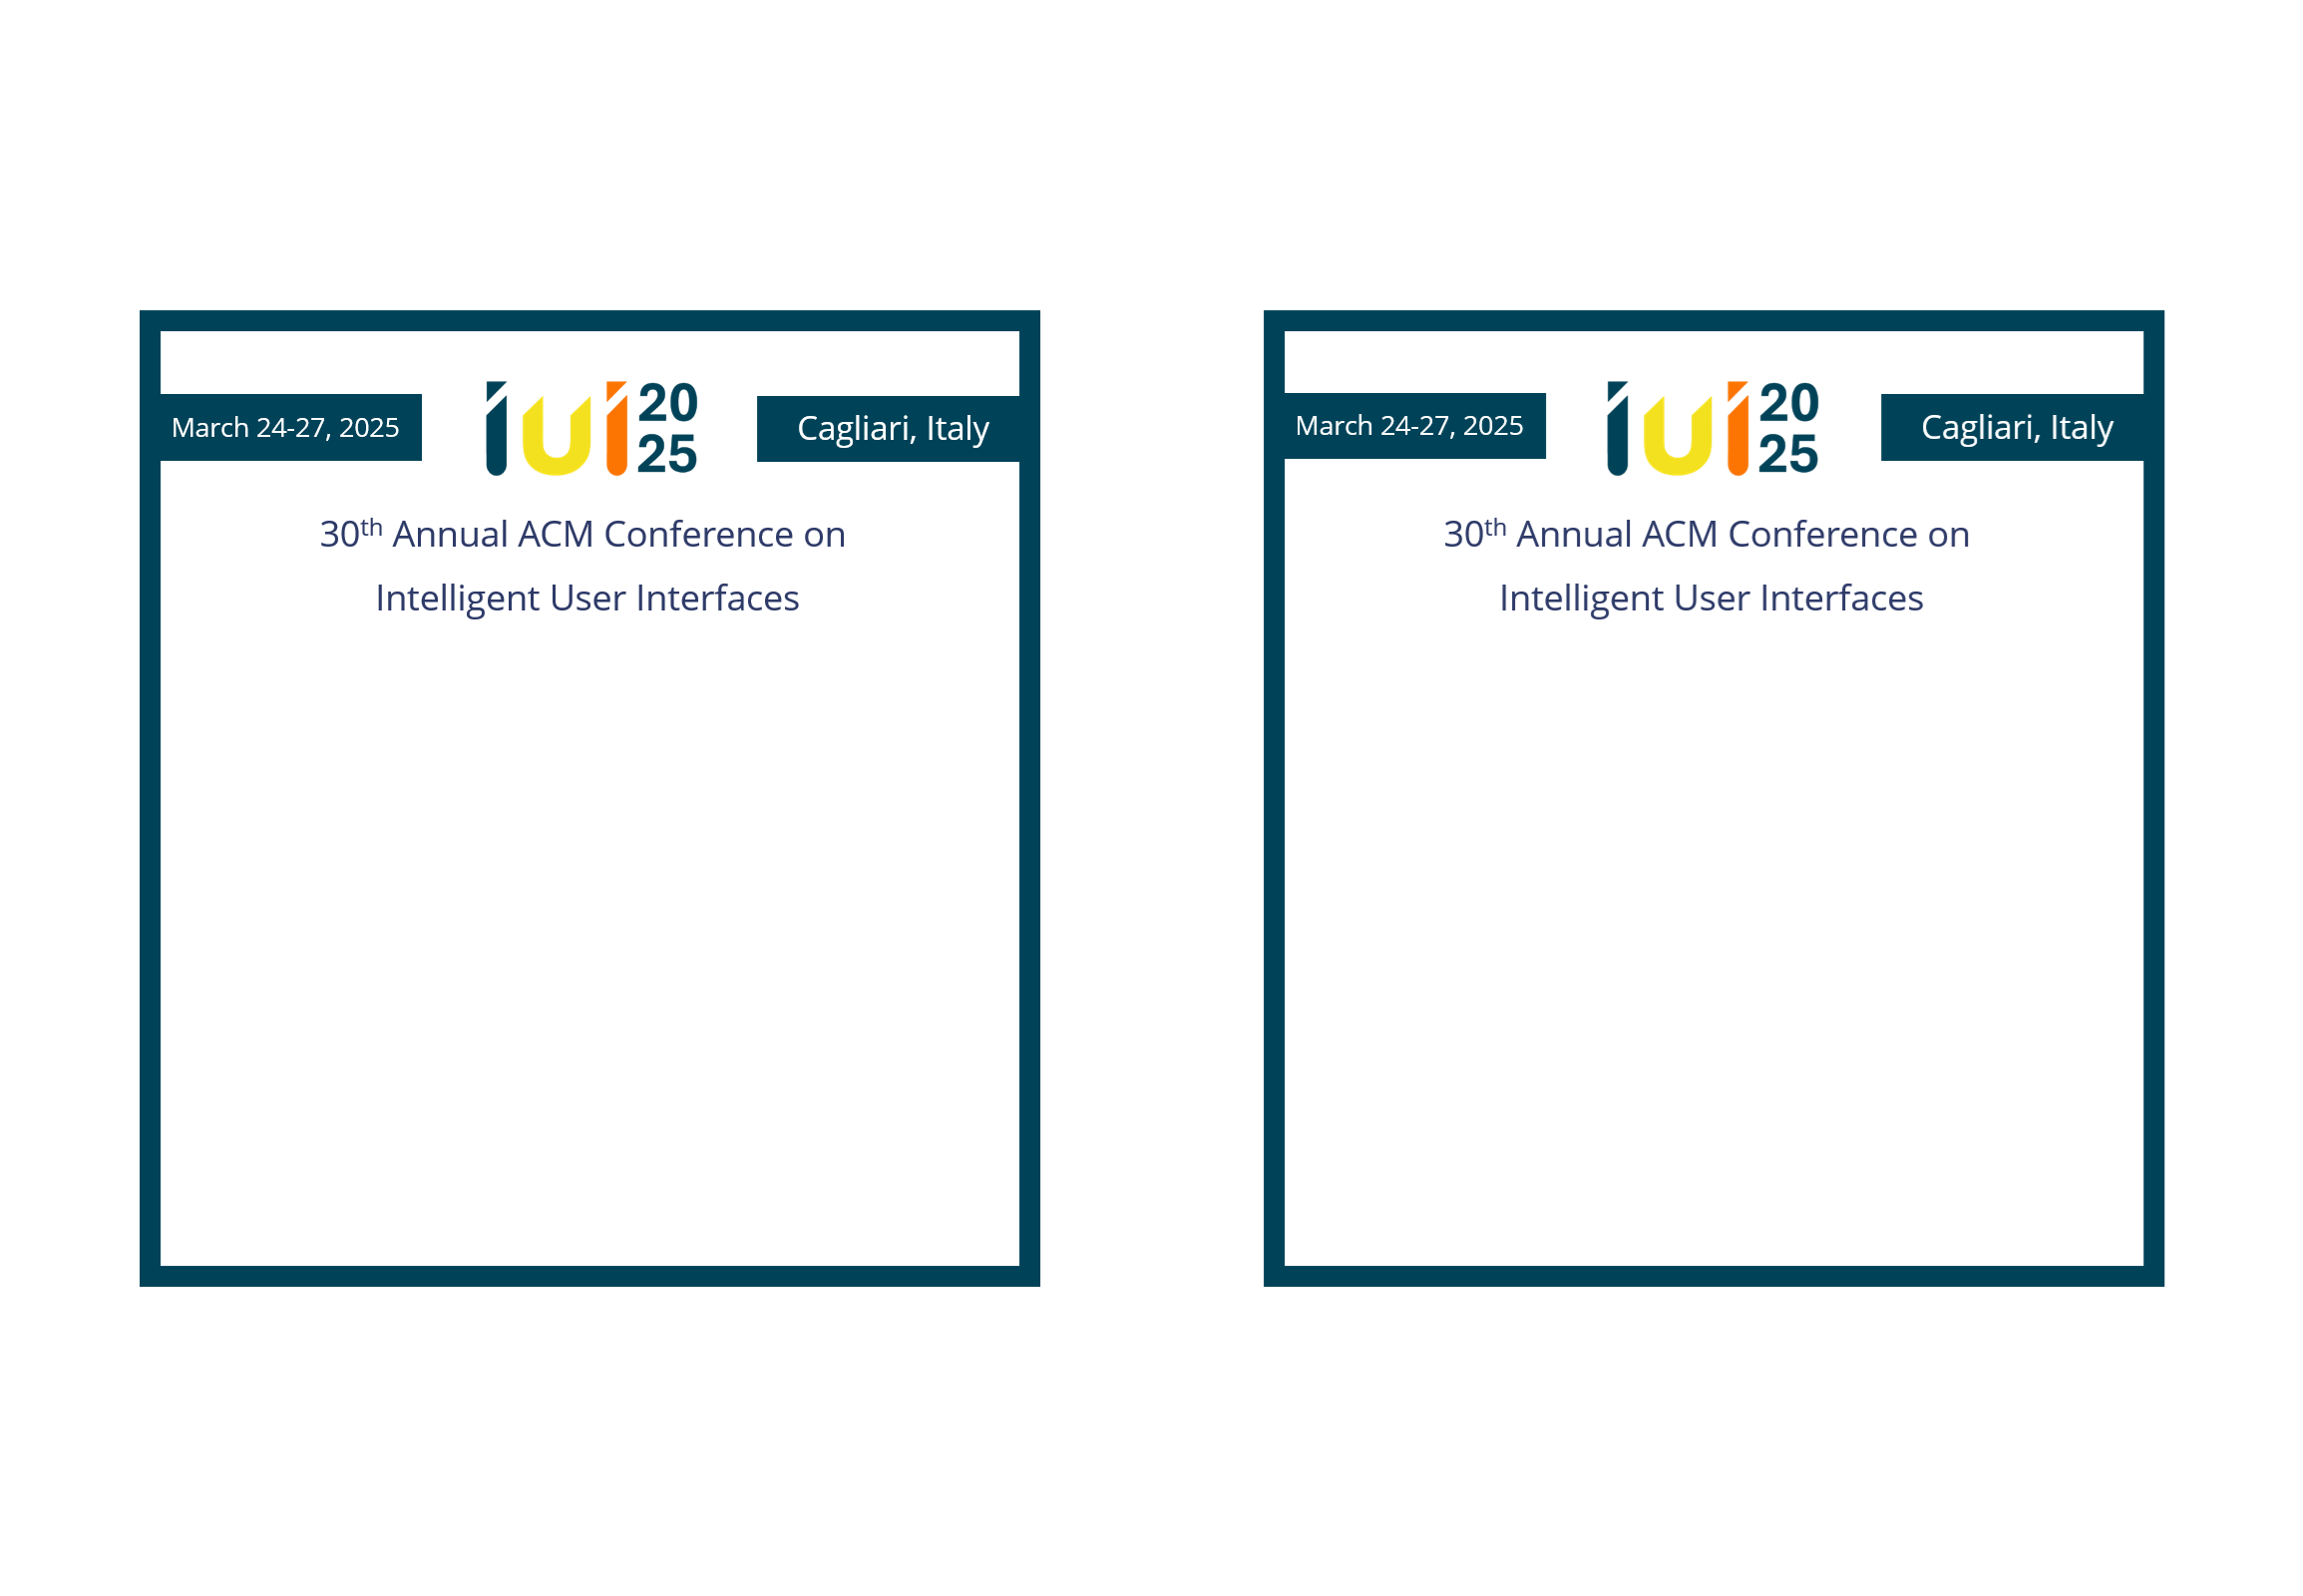 March 24-27, 2025
iui 20
25
Cagliari, Italy
30th Annual ACM Conference on
Intelligent User Interfaces
March 24-27, 2025
iui 20
25
Cagliari, Italy
30th Annual ACM Conference on
Intelligent User Interfaces